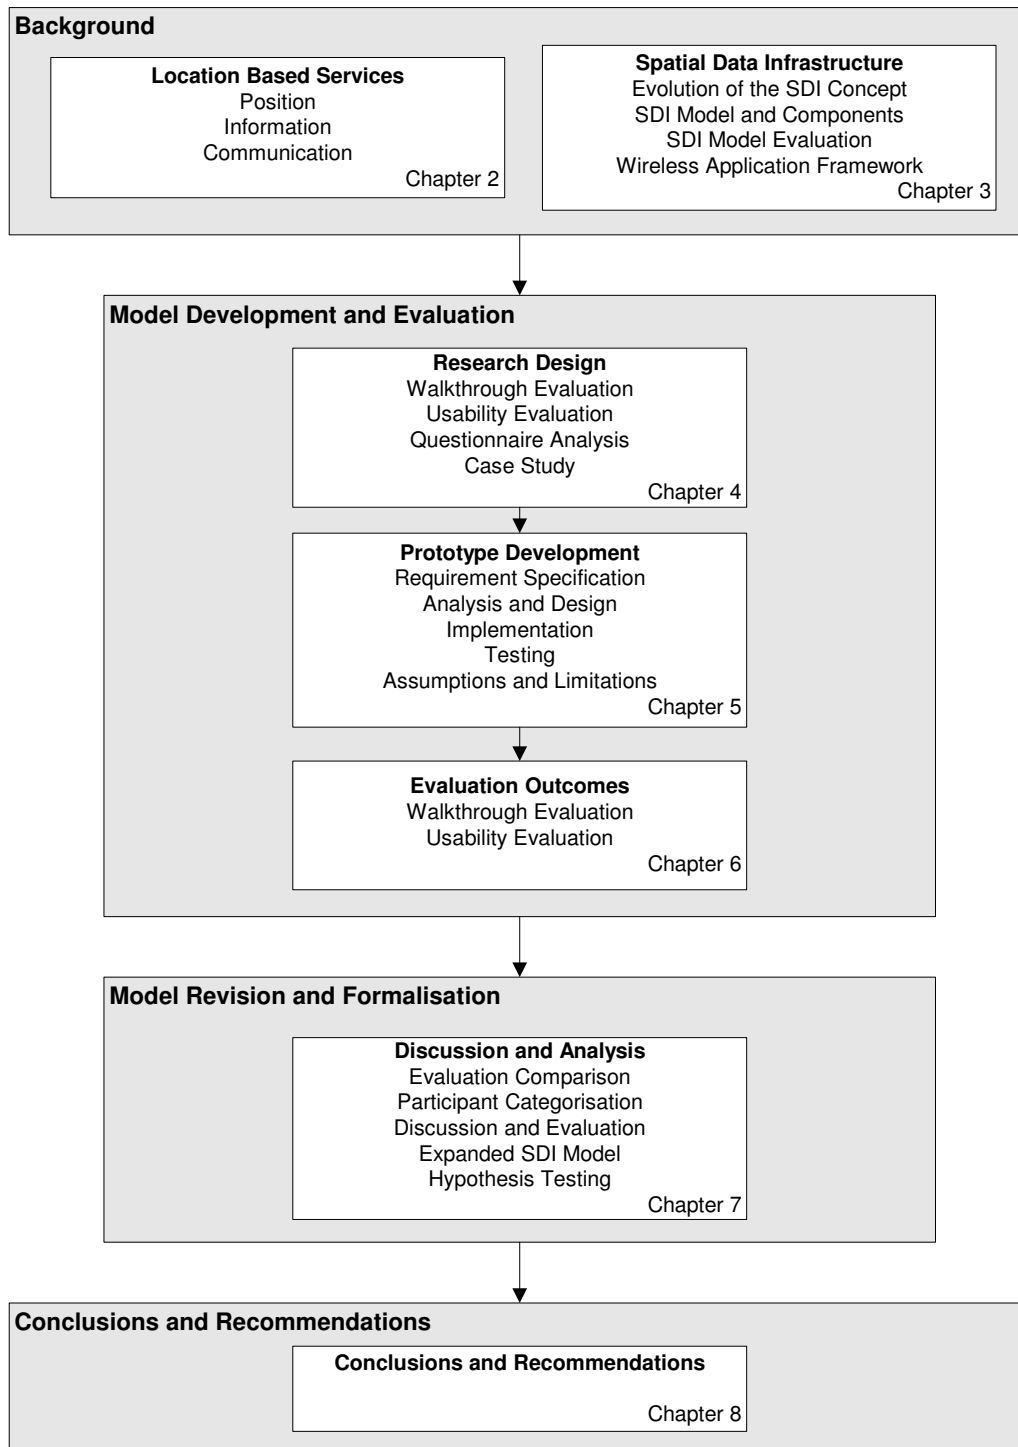 Background
Location Based Services
Position
Information
Communication
Chapter 2
Spatial Data Infrastructure
Evolution of the SDI Concept
SDI Model and Components
SDI Model Evaluation
Wireless Application Framework
Chapter 3
Model Development and Evaluation
Research Design
Walkthrough Evaluation
Usability Evaluation
Questionnaire Analysis
Case Study
Chapter 4
Prototype Development
Requirement Specification
Analysis and Design
Implementation
Testing
Assumptions and Limitations
Chapter 5
Evaluation Outcomes
Walkthrough Evaluation
Usability Evaluation
Chapter 6
Model Revision and Formalisation
Discussion and Analysis
Evaluation Comparison
Participant Categorisation
Discussion and Evaluation
Expanded SDI Model
Hypothesis Testing
Chapter 7
Conclusions and Recommendations
Conclusions and Recommendations
Chapter 8